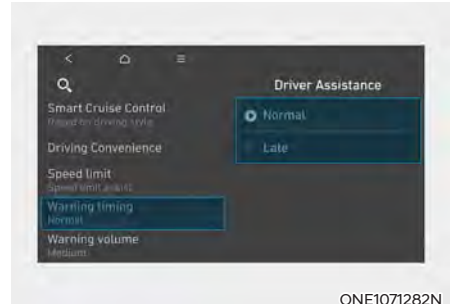 Driver Assistance
Smart Cruise Control
Based on driving style
Driving Convenience
Speed limit
Speed limit assist
Warning timing
Normal
Warning volume
Medium
Normal
Late
ONE1071282N